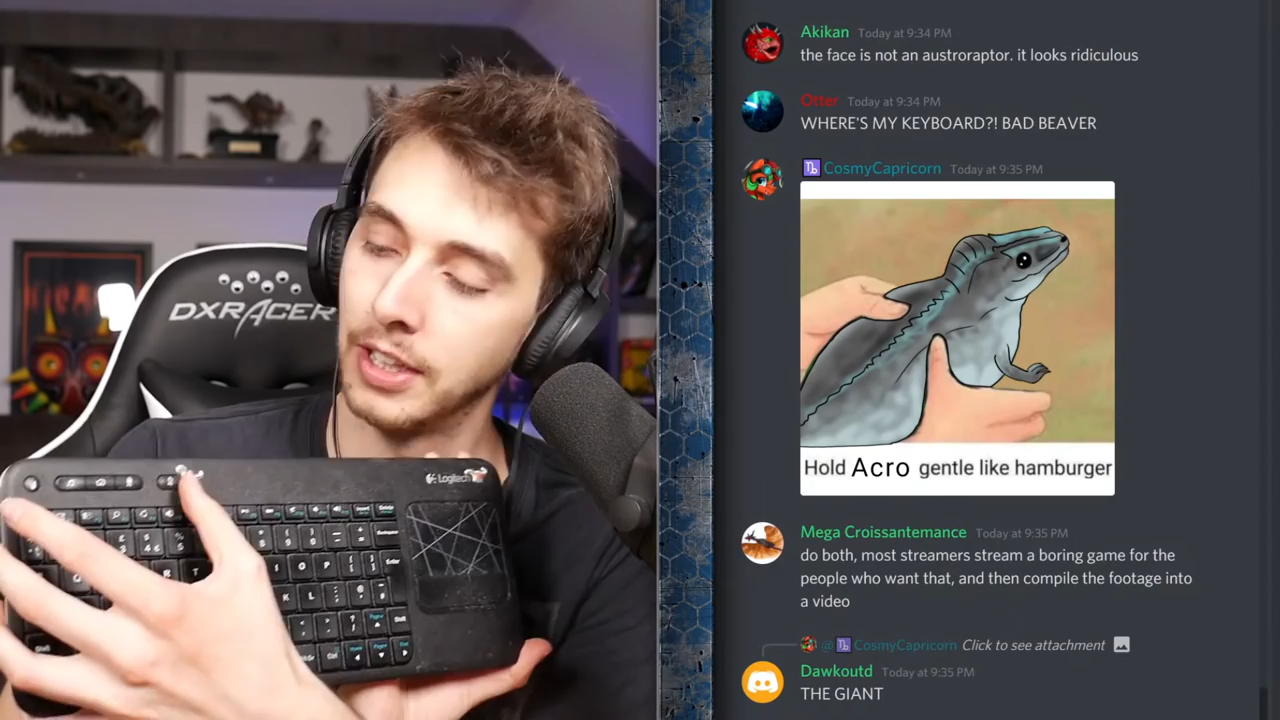 Akikan Today at 9:34 PM
the face is not an austroraptor. it looks ridiculous
Otter Today at 9:34 PM
WHERE'S MY KEYBOARD?! BAD BEAVER
CosmyCapricorn Today at 9:35 PM
Hold Acro gentle like hamburger
Mega Croissantemance Today at 9:35 PM
do both, most streamers stream a boring game for the
people who want that, and then compile the footage into
a video
@ CosmyCapricorn Click to see attachment
Dawkoutd Today at 9:35 PM
THE GIANT
DXRACER
Logitech